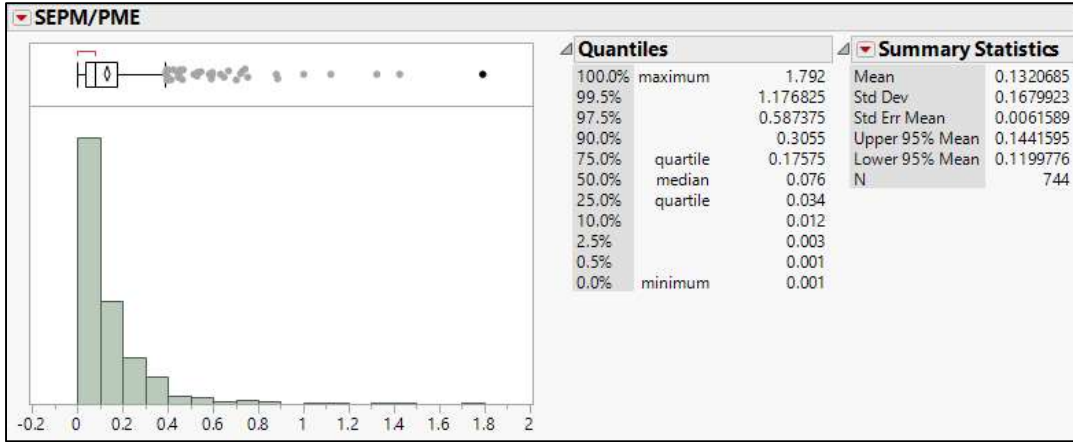 SEPM/PME
-0.2 0 0.2 0.4 0.6 0.8 1 1.2 1.4 1.6 1.8 2
Quantiles
100.0% maximum 1.792
99.5% 1.176825
97.5% 0.587375
90.0% 0.3055
75.0% quartile 0.17575
50.0% median 0.076
25.0% quartile 0.034
10.0% 0.012
2.5% 0.003
0.5% 0.001
0.0% minimum 0.001
Summary Statistics
Mean 0.1320685
Std Dev 0.1679923
Std Err Mean 0.0061589
Upper 95% Mean 0.1441595
Lower 95% Mean 0.1199776
N 744